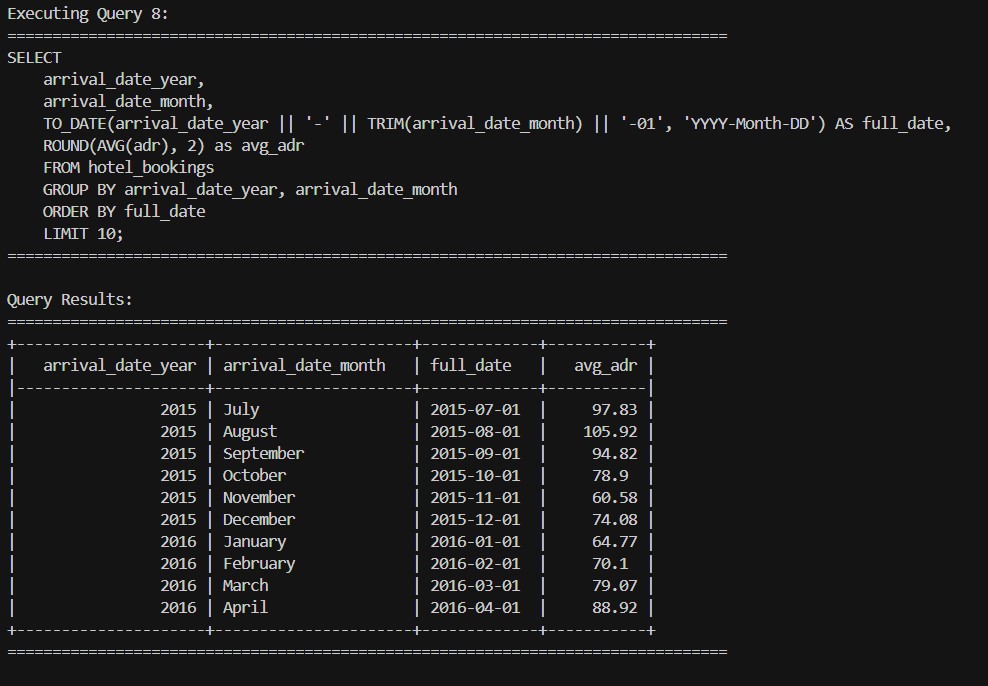 Executing Query 8:
================================================================================
SELECT
    arrival_date_year,
    arrival_date_month,
    TO_DATE(arrival_date_year || '-' || TRIM(arrival_date_month) || '-01', 'YYYY-Month-DD') AS full_date,
    ROUND(AVG(adr), 2) as avg_adr
    FROM hotel_bookings
    GROUP BY arrival_date_year, arrival_date_month
    ORDER BY full_date
    LIMIT 10;
================================================================================

Query Results:
================================================================================
+---------------------+----------------------+-------------+-----------+
|   arrival_date_year | arrival_date_month   | full_date   |   avg_adr |
|---------------------+----------------------+-------------+-----------|
|                2015 | July                 | 2015-07-01  |     97.83 |
|                2015 | August               | 2015-08-01  |    105.92 |
|                2015 | September            | 2015-09-01  |     94.82 |
|                2015 | October              | 2015-10-01  |     78.9  |
|                2015 | November             | 2015-11-01  |     60.58 |
|                2015 | December             | 2015-12-01  |     74.08 |
|                2016 | January              | 2016-01-01  |     64.77 |
|                2016 | February             | 2016-02-01  |     70.1  |
|                2016 | March                | 2016-03-01  |     79.07 |
|                2016 | April                | 2016-04-01  |     88.92 |
+---------------------+----------------------+-------------+-----------+
================================================================================